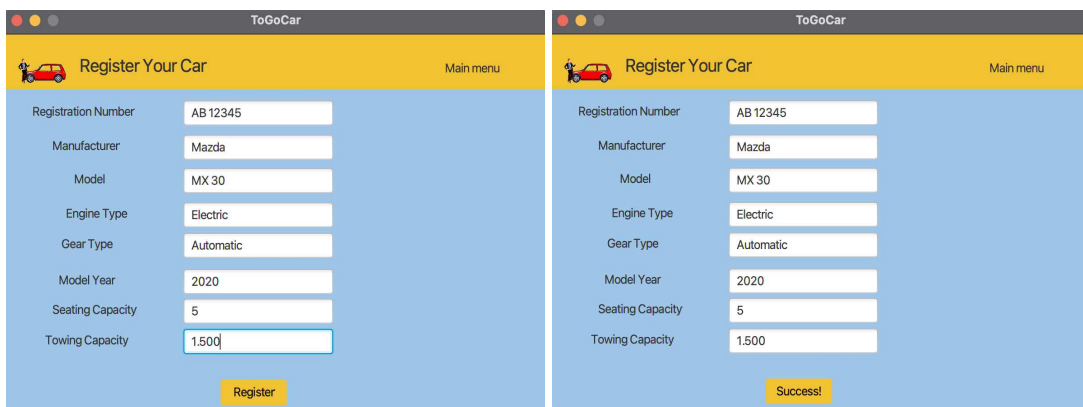 ToGoCar
Register Your Car
Main menu
Registration Number AB 12345
Manufacturer Mazda
Model MX 30
Engine Type Electric
Gear Type Automatic
Model Year 2020
Seating Capacity 5
Towing Capacity 1.500
Register
ToGoCar
Register Your Car
Main menu
Registration Number AB 12345
Manufacturer Mazda
Model MX 30
Engine Type Electric
Gear Type Automatic
Model Year 2020
Seating Capacity 5
Towing Capacity 1.500
Success!